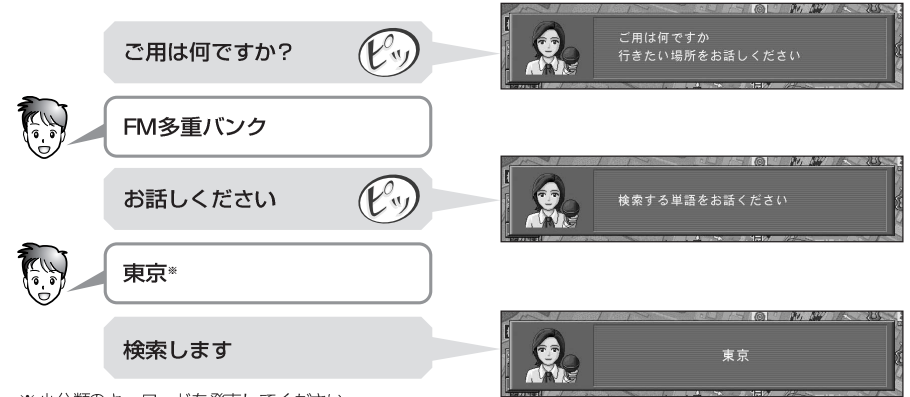 ご用は何ですか?
ピッ
ご用は何ですか
行きたい場所をお話しください
FM多重バンク
お話しください
ピッ
検索する単語をお話ください
東京※
検索します
東京